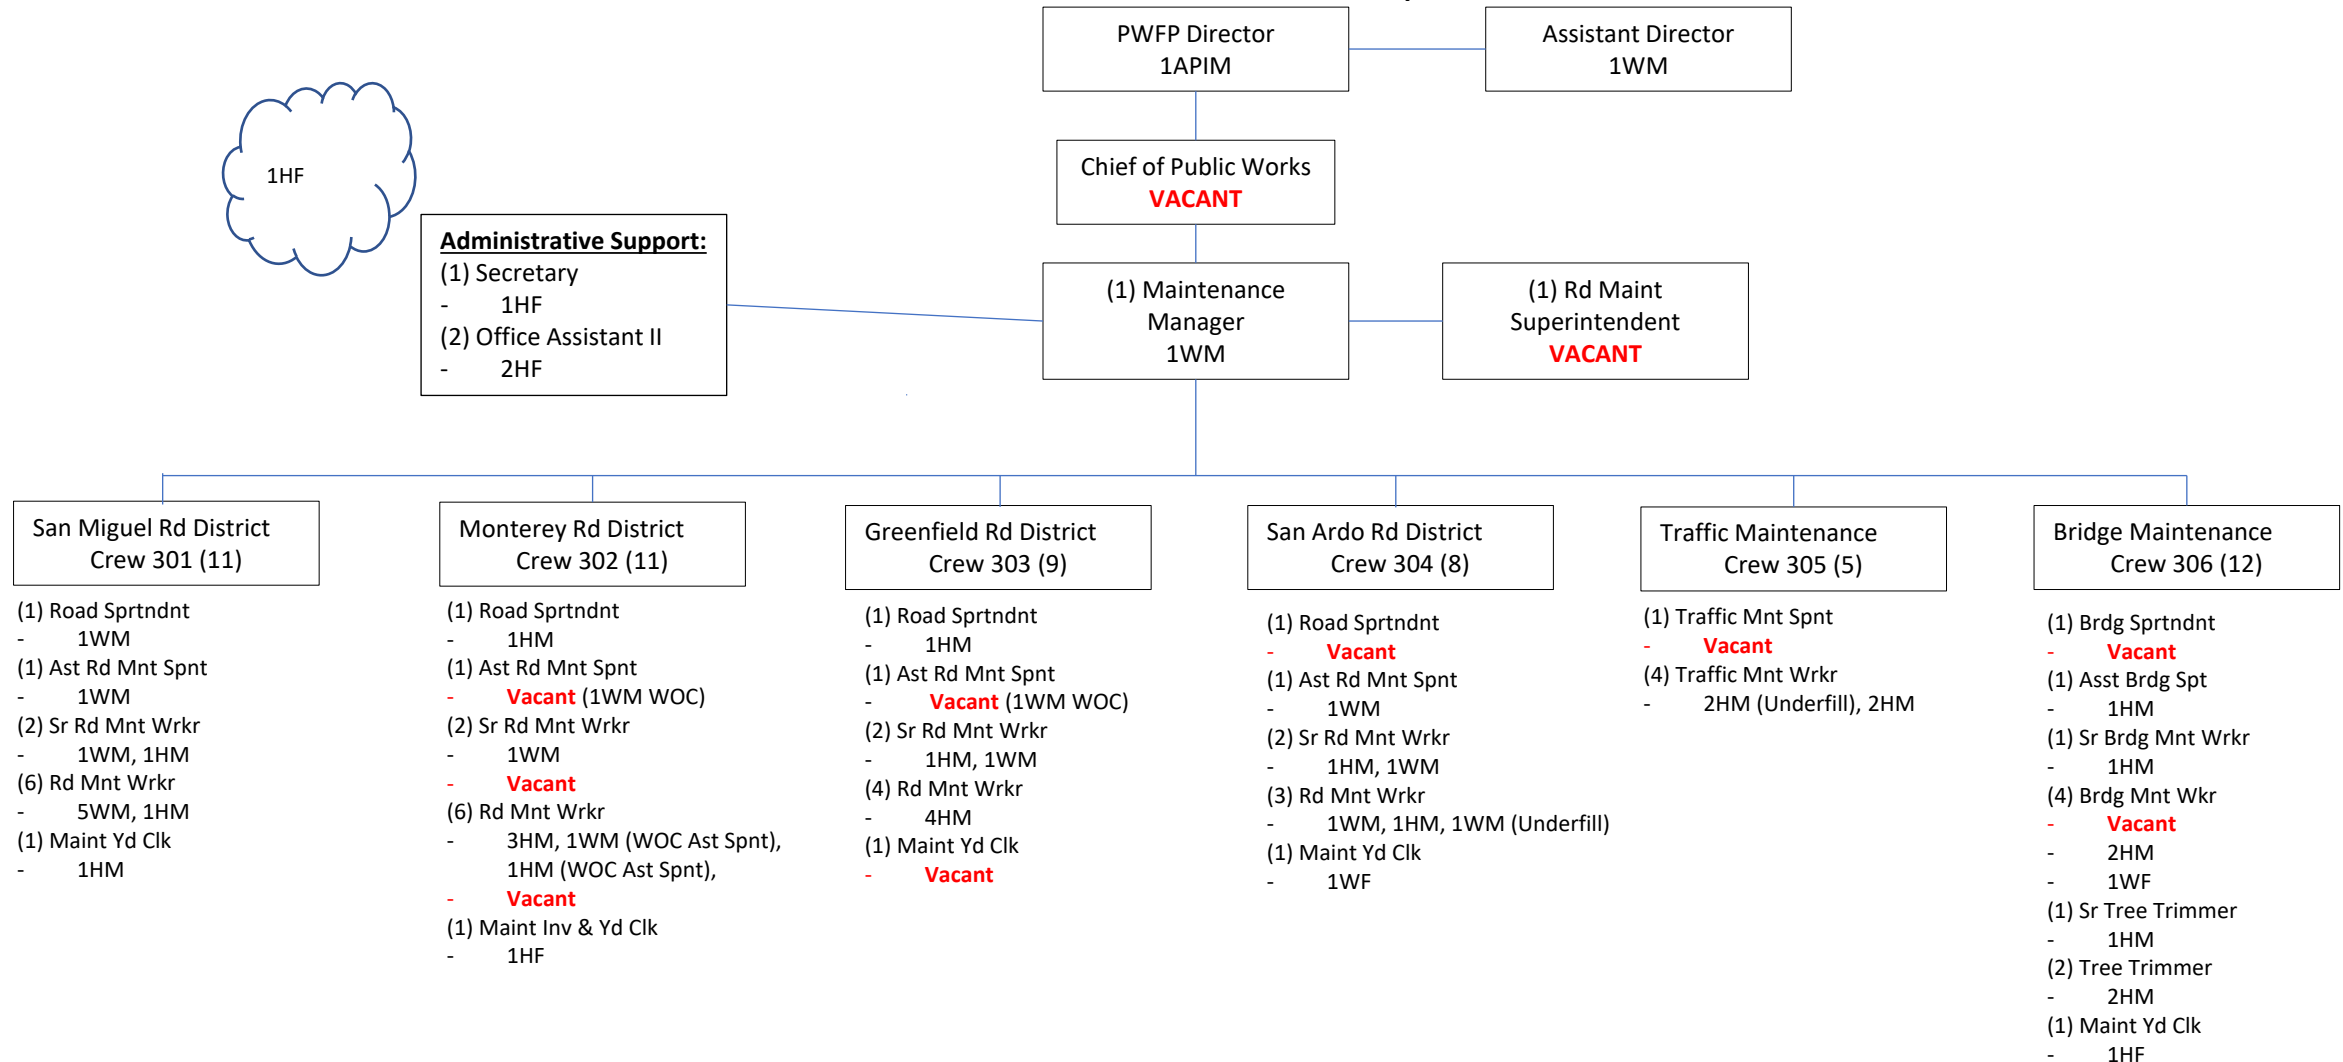 PWFP Director
1APIM
Assistant Director
1WM
1HF
Chief of Public Works
VACANT
Administrative Support:
(1) Secretary
- 1HF
(2) Office Assistant II
- 2HF
(1) Maintenance
Manager
1WM
(1) Rd Maint
Superintendent
VACANT
San Miguel Rd District
Crew 301 (11)
(1) Road Sprtndnt
- 1WM
(1) Ast Rd Mnt Spnt
- 1WM
(2) Sr Rd Mnt Wrkr
- 1WM, 1HM
(6) Rd Mnt Wrkr
- 5WM, 1HM
(1) Maint Yd Clk
- 1HM
Monterey Rd District
Crew 302 (11)
(1) Road Sprtndnt
- 1HM
(1) Ast Rd Mnt Spnt
- Vacant (1WM WOC)
(2) Sr Rd Mnt Wrkr
- 1WM
- Vacant
(6) Rd Mnt Wrkr
- 3HM, 1WM (WOC Ast Spnt),
1HM (WOC Ast Spnt),
- Vacant
(1) Maint Inv & Yd Clk
- 1HF
Greenfield Rd District
Crew 303 (9)
(1) Road Sprtndnt
- 1HM
(1) Ast Rd Mnt Spnt
- Vacant (1WM WOC)
(2) Sr Rd Mnt Wrkr
- 1HM, 1WM
(4) Rd Mnt Wrkr
- 4HM
(1) Maint Yd Clk
- Vacant
San Ardo Rd District
Crew 304 (8)
(1) Road Sprtndnt
- Vacant
(1) Ast Rd Mnt Spnt
- 1WM
(2) Sr Rd Mnt Wrkr
- 1HM, 1WM
(3) Rd Mnt Wrkr
- 1WM, 1HM, 1WM (Underfill)
(1) Maint Yd Clk
- 1WF
Traffic Maintenance
Crew 305 (5)
(1) Traffic Mnt Spnt
- Vacant
(4) Traffic Mnt Wrkr
- 2HM (Underfill), 2HM
Bridge Maintenance
Crew 306 (12)
(1) Brdg Sprtndnt
- Vacant
(1) Asst Brdg Spt
- 1HM
(1) Sr Brdg Mnt Wrkr
- 1HM
(4) Brdg Mnt Wkr
- Vacant
- 2HM
- 1WF
(1) Sr Tree Trimmer
- 1HM
(2) Tree Trimmer
- 2HM
(1) Maint Yd Clk
- 1HF